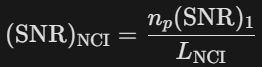 (SNR)_NCI = n_p(SNR)_1 / L_NCI